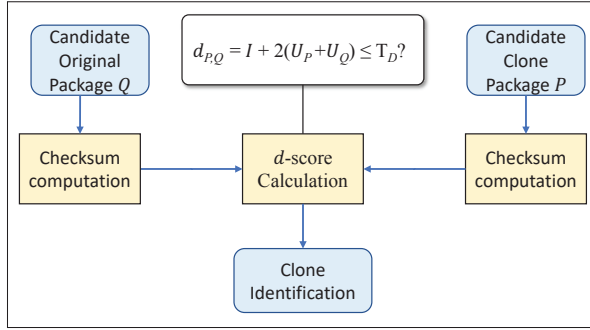 Candidate
Original
Package Q
d_{P,Q} = I + 2(U_P+U_Q) ≤ T_D?
Candidate
Clone
Package P
Checksum
computation
d-score
Calculation
Checksum
computation
Clone
Identification